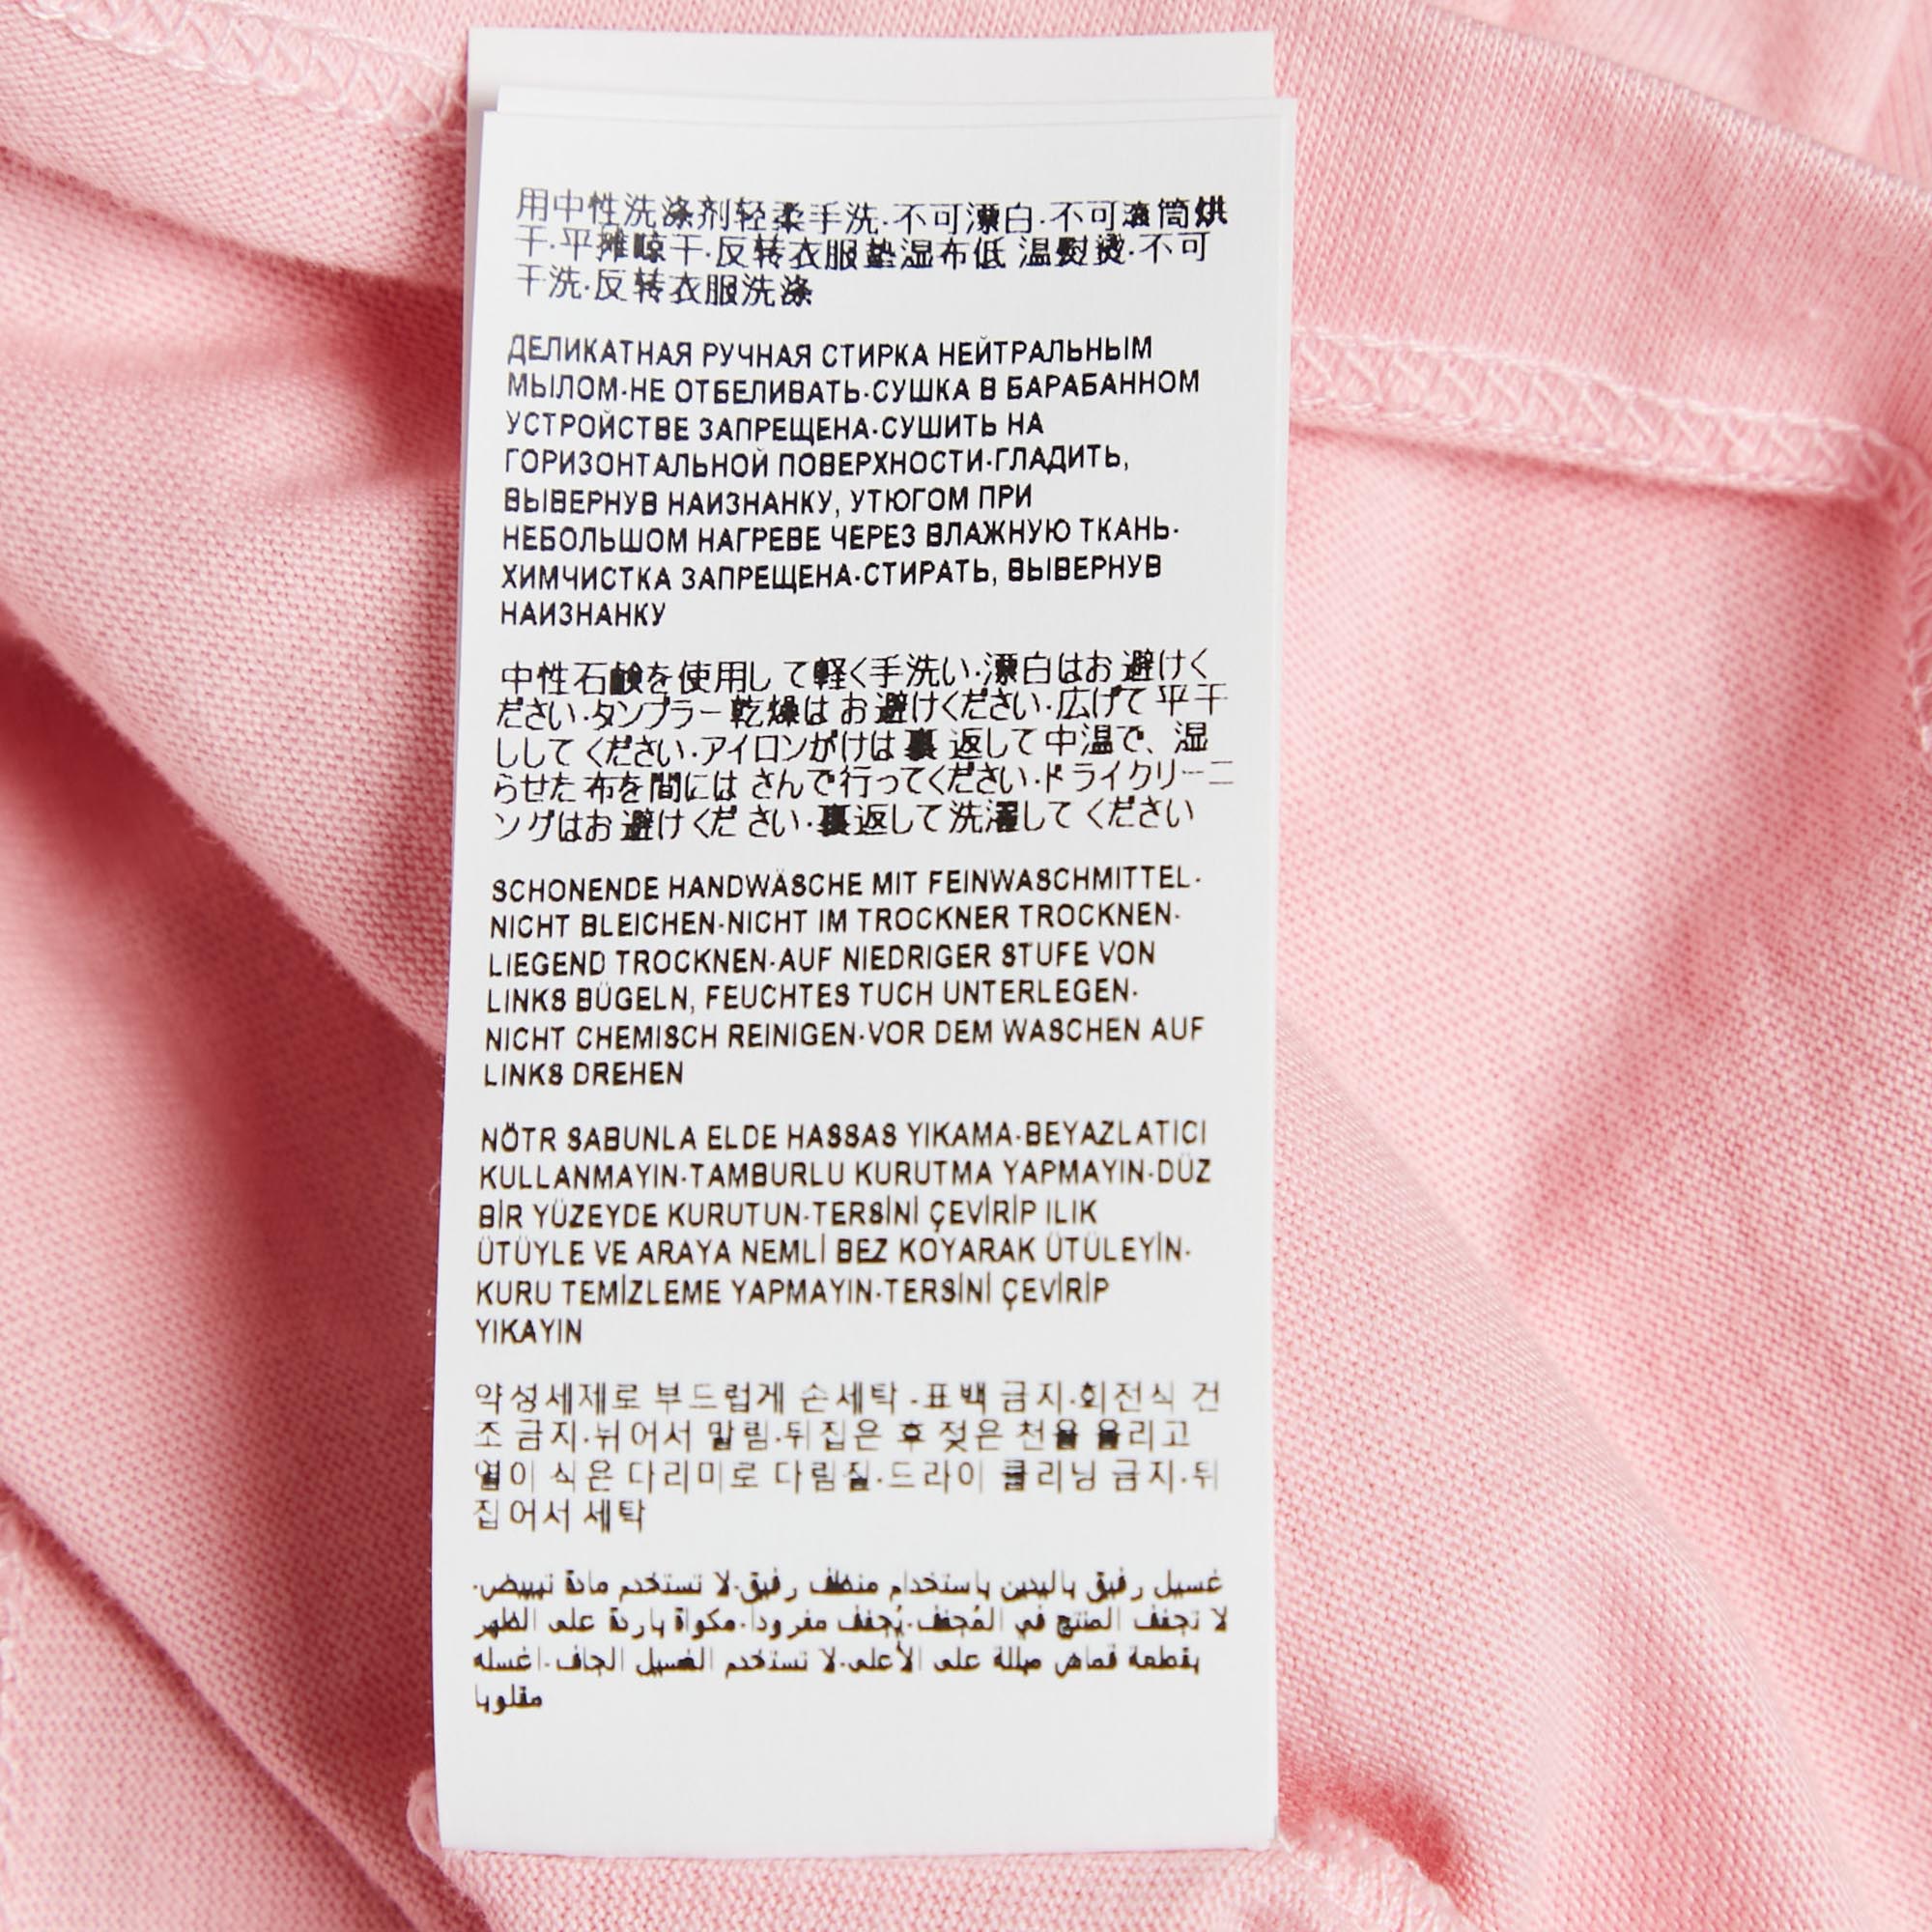 用中性洗涤剂轻柔手洗·不可漂白·不可滚筒烘
干·平摊晾干·反转衣服垫湿布低 温熨烫·不可
干洗·反转衣服洗涤
ДЕЛИКАТНАЯ РУЧНАЯ СТИРКА НЕЙТРАЛЬНЫМ
МЫЛОМ-НЕ ОТБЕЛИВАТЬ-СУШКА В БАРАБАННОМ
УСТРОЙСТВЕ ЗАПРЕЩЕНА-СУШИТЬ НА
ГОРИЗОНТАЛЬНОЙ ПОВЕРХНОСТИ-ГЛАДИТЬ,
ВЫВЕРНУВ НАИЗНАНКУ, УТЮГОМ ПРИ
НЕБОЛЬШОМ НАГРЕВЕ ЧЕРЕЗ ВЛАЖНУЮ ТКАНЬ-
ХИМЧИСТКА ЗАПРЕЩЕНА-СТИРАТЬ, ВЫВЕРНУВ
НАИЗНАНКУ
中性石鹸を使用して軽く手洗い·漂白はお避けく
ださい·タンブラー乾燥はお避けください·広げて平干
ししてください·アイロンがけは裏返して中温で、湿
らせた布を間にはさんで行ってください·ドライクリーニ
ングはお避けください·裏返して洗濯してください
SCHONENDE HANDWÄSCHE MIT FEINWASCHMITTEL-
NICHT BLEICHEN-NICHT IM TROCKNER TROCKNEN-
LIEGEND TROCKNEN-AUF NIEDRIGER STUFE VON
LINKS BÜGELN, FEUCHTES TUCH UNTERLEGEN-
NICHT CHEMISCH REINIGEN-VOR DEM WASCHEN AUF
LINKS DREHEN
NÖTR SABUNLA ELDE HASSAS YIKAMA-BEYAZLATICI
KULLANMAYIN-TAMBURLU KURUTMA YAPMAYIN-DÜZ
BİR YÜZEYDE KURUTUN-TERSİNİ ÇEVİRİP ILIK
ÜTÜYLE VE ARAYA NEMLİ BEZ KOYARAK ÜTÜLEYİN-
KURU TEMİZLEME YAPMAYIN-TERSİNİ ÇEVİRİP
YIKAYIN
약성세제로 부드럽게 손세탁 -표백 금지-회전식 건
조 금지-뉘어서 말림-뒤집은 후 젖은 천을 올리고
열이 식은 다리미로 다림질-드라이 클리닝 금지-뒤
집어서 세탁
غسيل رفيق باليدين باستخدام منظف رفيق-لا تستخدم مادة تبييض-
لا تجفف المنتج في المُجفف-يُجفف مفرودا-مكواة باردة على الظهر
بقطعة قماش مبللة على الأعلى-لا تستخدم الغسيل الجاف-اغسله
مقلوبا